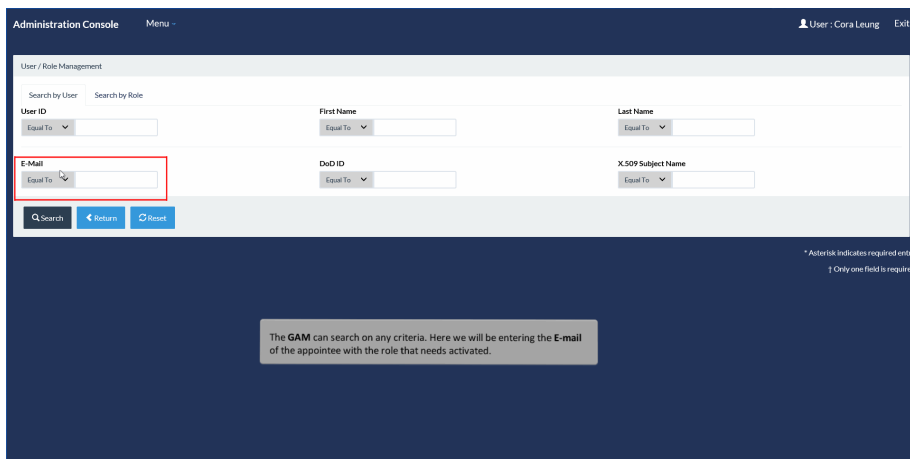 Administration Console Menu User : Cora Leung Exit
User / Role Management
Search by User Search by Role
User ID First Name Last Name
Equal To Equal To Equal To
E-Mail DoD ID X.509 Subject Name
Equal To Equal To Equal To
Search Return Reset
* Asterisk indicates required entr
† Only one field is require
The GAM can search on any criteria. Here we will be entering the E-mail
of the appointee with the role that needs activated.